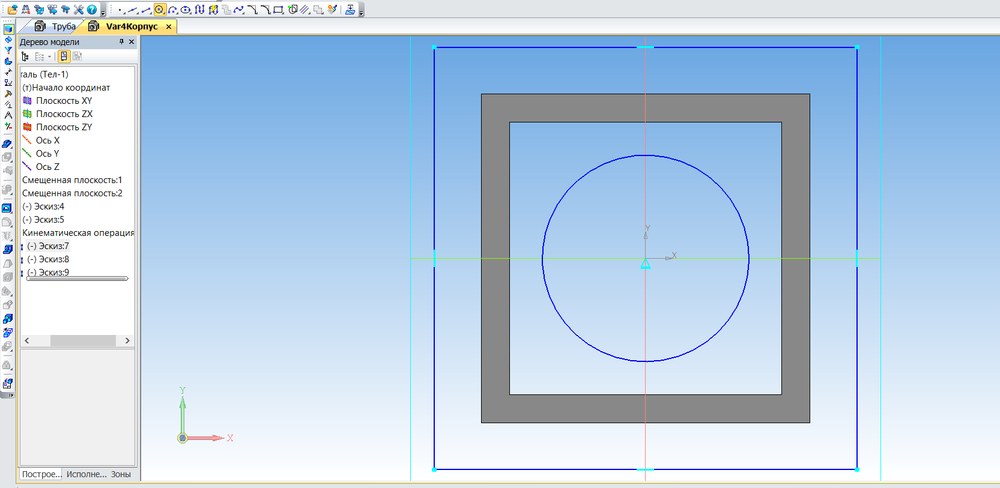 Труба
Var4Корпус
Дерево модели
таль (Тел-1)
(т)Начало координат
Плоскость XY
Плоскость ZX
Плоскость ZY
Ось X
Ось Y
Ось Z
Смещенная плоскость:1
Смещенная плоскость:2
(-) Эскиз:4
(-) Эскиз:5
Кинематическая операция
(-) Эскиз:7
(-) Эскиз:8
(-) Эскиз:9
Построе... Исполне... Зоны
Y
X
Y
X